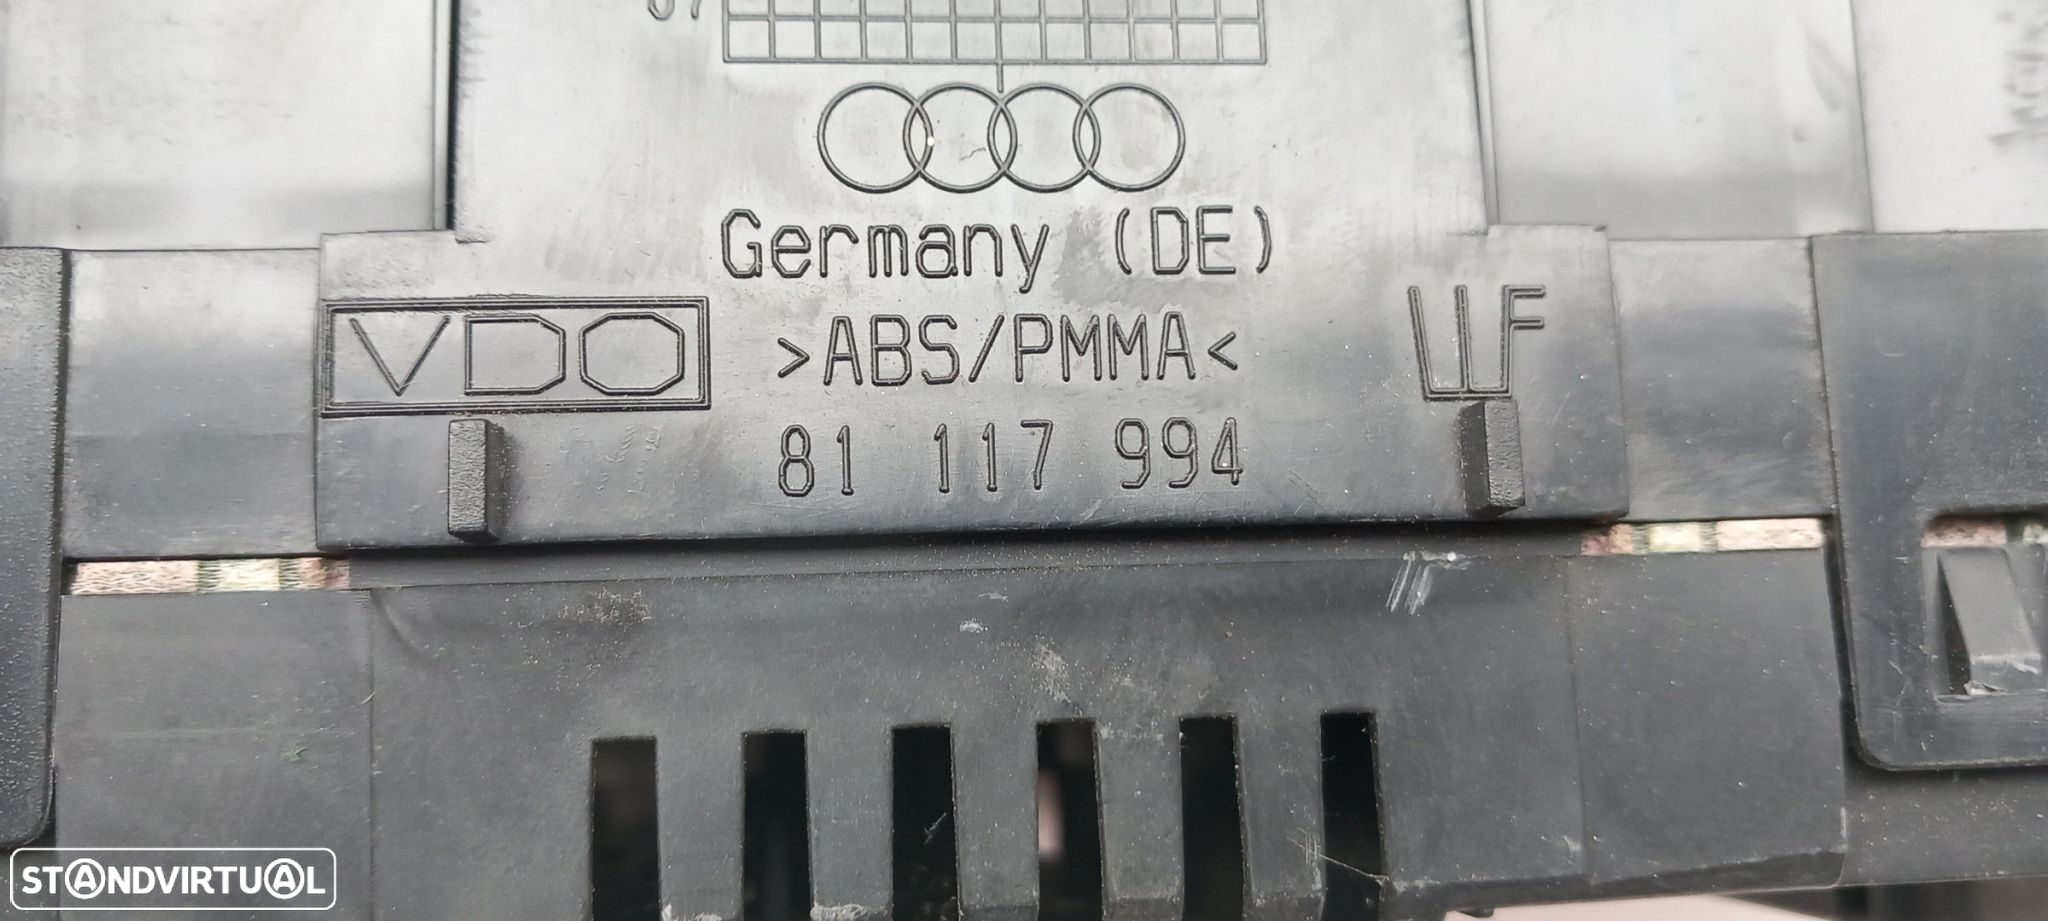 Germany (DE)
VDO
>ABS/PMMA<
81 117 994
STANDVIRTUAL